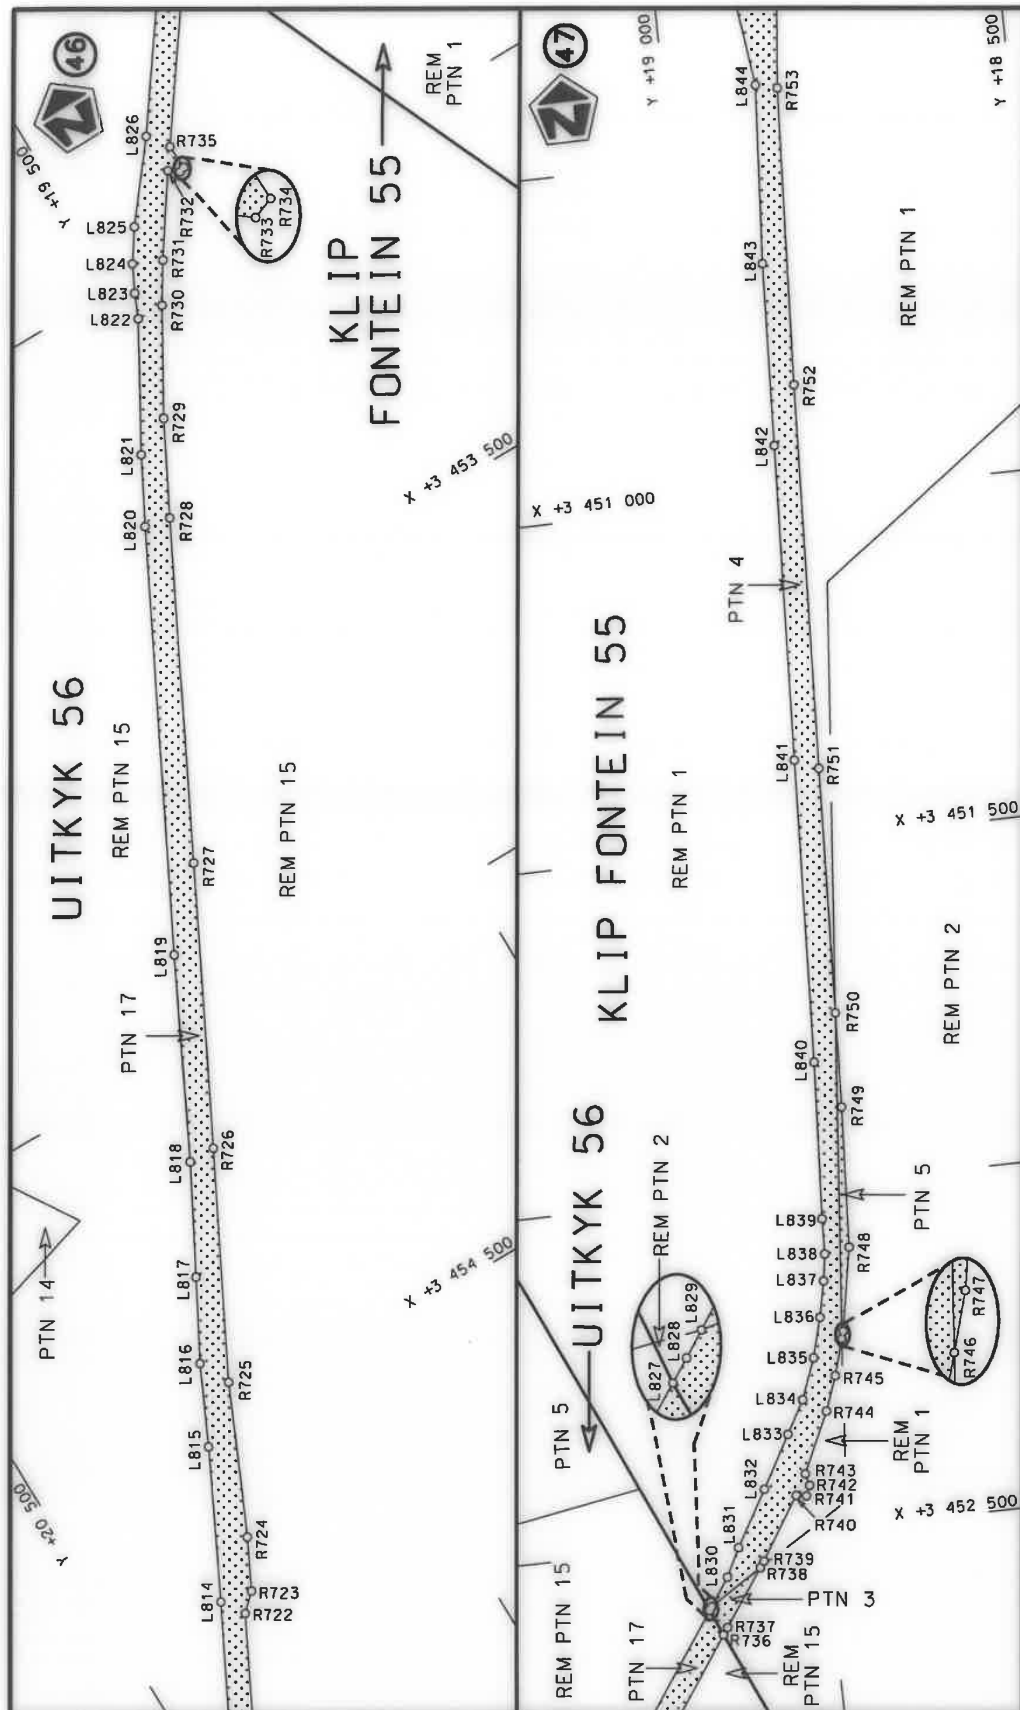 46
Y +19 500
L826
R735
R732
R733
R734
L825
L824
L823
L822
R731
R730
R729
L821
L820
R728
KLIP
FONTEIN 55
REM
PTN 1
X +3 453 500
UITKYK 56
REM PTN 15
REM PTN 15
R727
L819
PTN 17
L818
R726
PTN 14
L817
X +3 454 500
L816
R725
L815
Y +20 500
R724
L814
R723
R722
47
Y +19 000
Y +18 500
L844
R753
L843
REM PTN 1
R752
L842
X +3 451 000
PTN 4
KLIP FONTEIN 55
REM PTN 1
L841
R751
X +3 451 500
REM PTN 2
R750
L840
R749
UITKYK 56
REM PTN 2
PTN 5
L839
L838
R748
L837
L836
L829
L828
L827
R747
R746
L835
R745
L834
R744
L833
REM
PTN 1
PTN 5
L832
R743
R742
R741
R740
X +3 452 500
L831
L830
R739
R738
PTN 3
REM PTN 15
PTN 17
R737
R736
REM
PTN 15